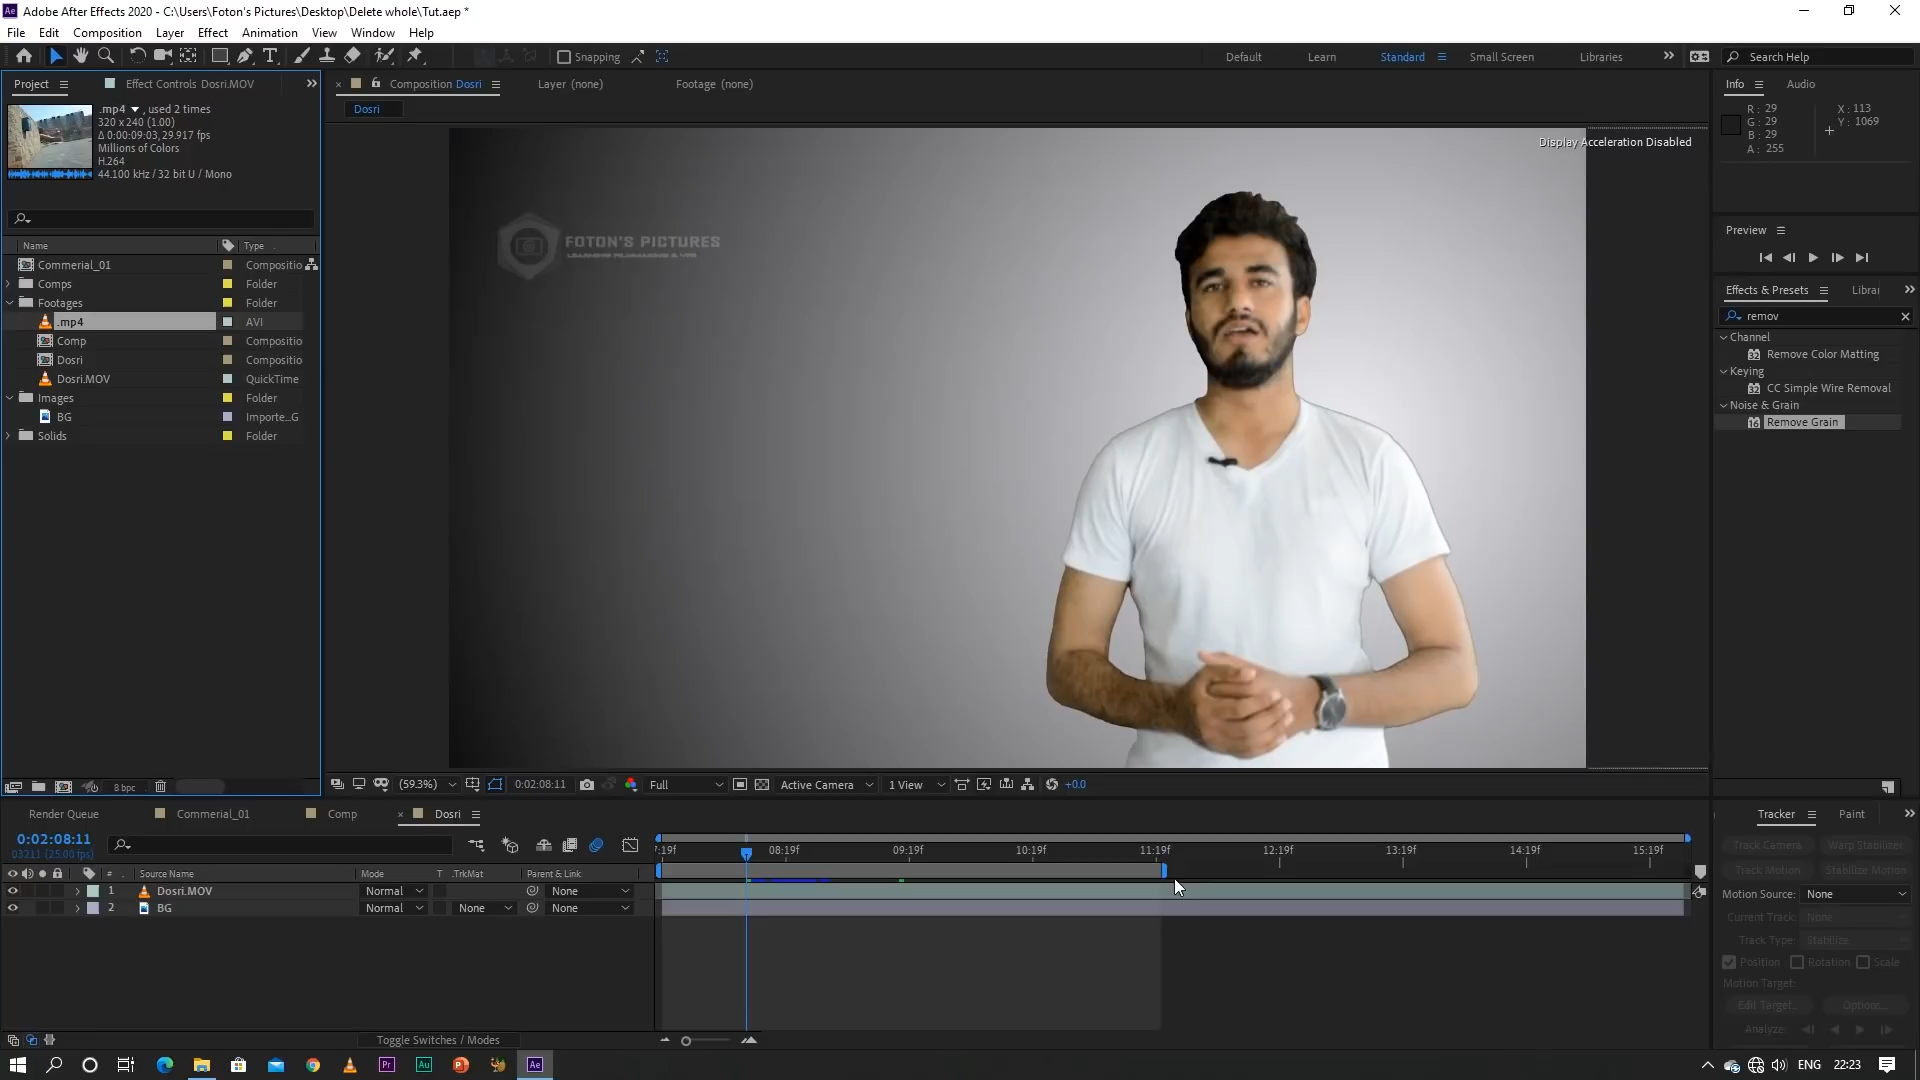 Adobe After Effects 2020 - C:\Users\Foton's Pictures\Desktop\Delete whole\Tut.aep *
File Edit Composition Layer Effect Animation View Window Help
Snapping
Default Learn Standard Small Screen Libraries Search Help
Project Effect Controls Dosri.MOV
.mp4 , used 2 times
320 x 240 (1.00)
Δ 0:00:09:03, 29.917 fps
Millions of Colors
H.264
44.100 kHz / 32 bit U / Mono
Name Type
Commerial_01 Compositio
Comps Folder
Footages Folder
.mp4 AVI
Comp Compositio
Dosri Compositio
Dosri.MOV QuickTime
Images Folder
BG Importe...G
Solids Folder
8 bpc
Composition Dosri Layer (none) Footage (none)
Dosri
Display Acceleration Disabled
FOTON'S PICTURES
LEARNING FILMMAKING & VFX
(59.3%) 0:02:08:11 Full Active Camera 1 View +0.0
Info Audio
R : 29 X : 113
G : 29 Y : 1069
B : 29
A : 255
Preview
Effects & Presets Librar
remov
Channel
Remove Color Matting
Keying
CC Simple Wire Removal
Noise & Grain
Remove Grain
Render Queue Commerial_01 Comp Dosri
0:02:08:11
03211 (25.00 fps)
:19f 08:19f 09:19f 10:19f 11:19f 12:19f 13:19f 14:19f 15:19f
# Source Name Mode T .TrkMat Parent & Link
1 Dosri.MOV Normal None
2 BG Normal None None
Toggle Switches / Modes
Tracker Paint
Track Camera Warp Stabilizer
Track Motion Stabilize Motion
Motion Source: None
Current Track: None
Track Type: Stabilize
Position Rotation Scale
Motion Target:
Edit Target... Options...
Analyze:
Pr Au Ae
ENG 22:23